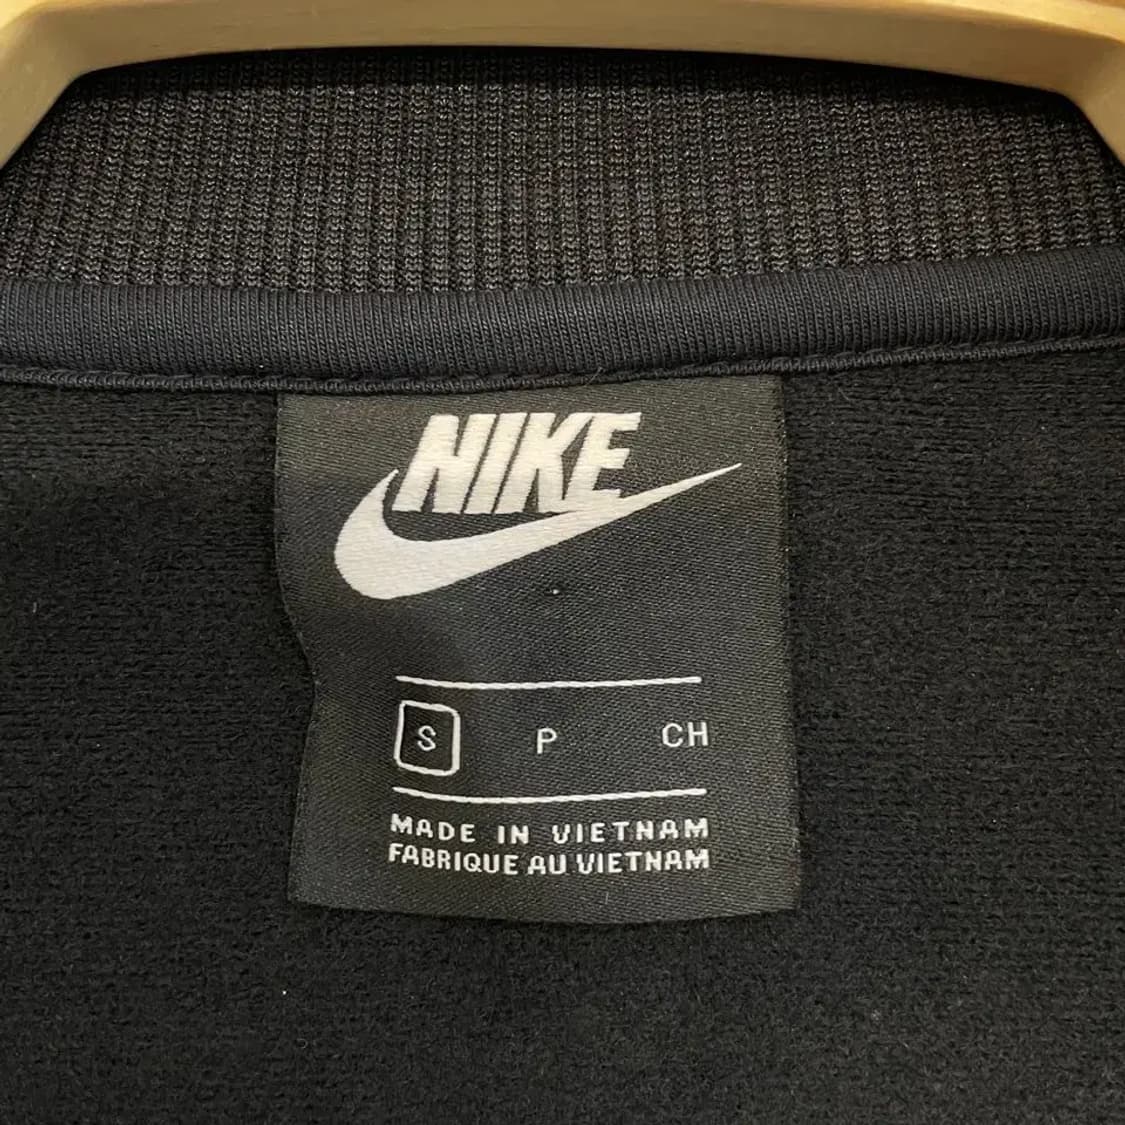 NIKE
S P CH
MADE IN VIETNAM
FABRIQUE AU VIETNAM